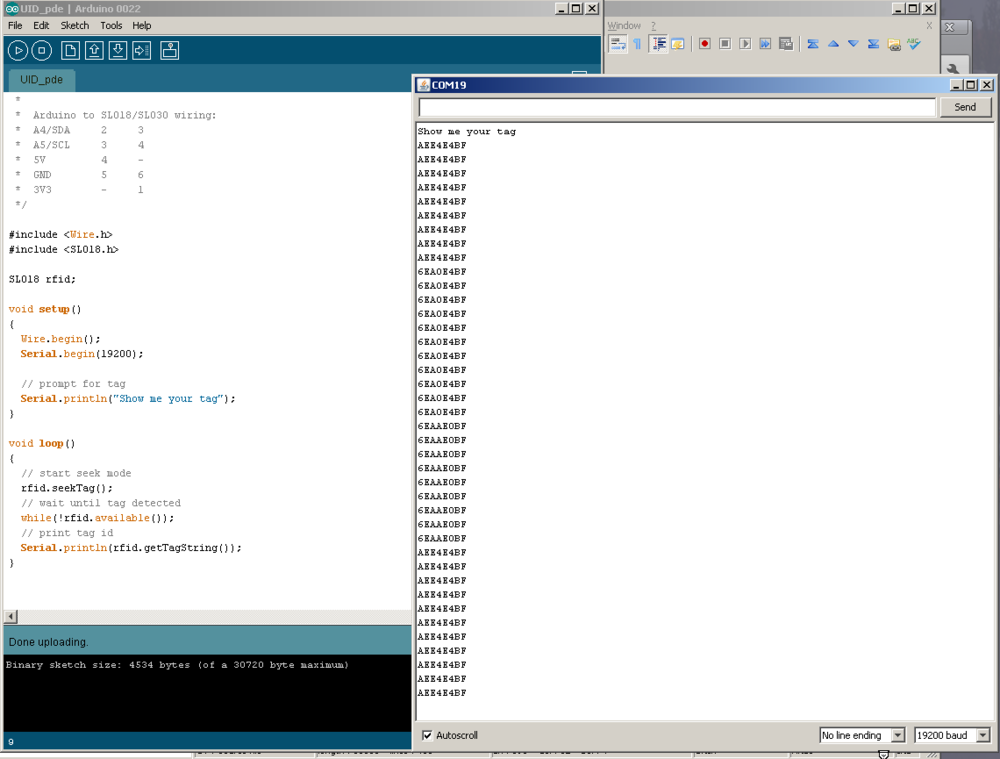 UID_pde | Arduino 0022
File Edit Sketch Tools Help
UID_pde
*
* Arduino to SL018/SL030 wiring:
* A4/SDA 2 3
* A5/SCL 3 4
* 5V 4 -
* GND 5 6
* 3V3 - 1
*/
#include <Wire.h>
#include <SL018.h>
SL018 rfid;
void setup()
{
Wire.begin();
Serial.begin(19200);
// prompt for tag
Serial.println("Show me your tag");
}
void loop()
{
// start seek mode
rfid.seekTag();
// wait until tag detected
while(!rfid.available());
// print tag id
Serial.println(rfid.getTagString());
}
Done uploading.
Binary sketch size: 4534 bytes (of a 30720 byte maximum)
9
Window ?
COM19
Send
Show me your tag
AEE4E4BF
AEE4E4BF
AEE4E4BF
AEE4E4BF
AEE4E4BF
AEE4E4BF
AEE4E4BF
AEE4E4BF
AEE4E4BF
6EA0E4BF
6EA0E4BF
6EA0E4BF
6EA0E4BF
6EA0E4BF
6EA0E4BF
6EA0E4BF
6EA0E4BF
6EA0E4BF
6EA0E4BF
6EA0E4BF
6EAAE0BF
6EAAE0BF
6EAAE0BF
6EAAE0BF
6EAAE0BF
6EAAE0BF
6EAAE0BF
6EAAE0BF
6EAAE0BF
AEE4E4BF
AEE4E4BF
AEE4E4BF
AEE4E4BF
AEE4E4BF
AEE4E4BF
AEE4E4BF
AEE4E4BF
AEE4E4BF
AEE4E4BF
AEE4E4BF
Autoscroll
No line ending
19200 baud